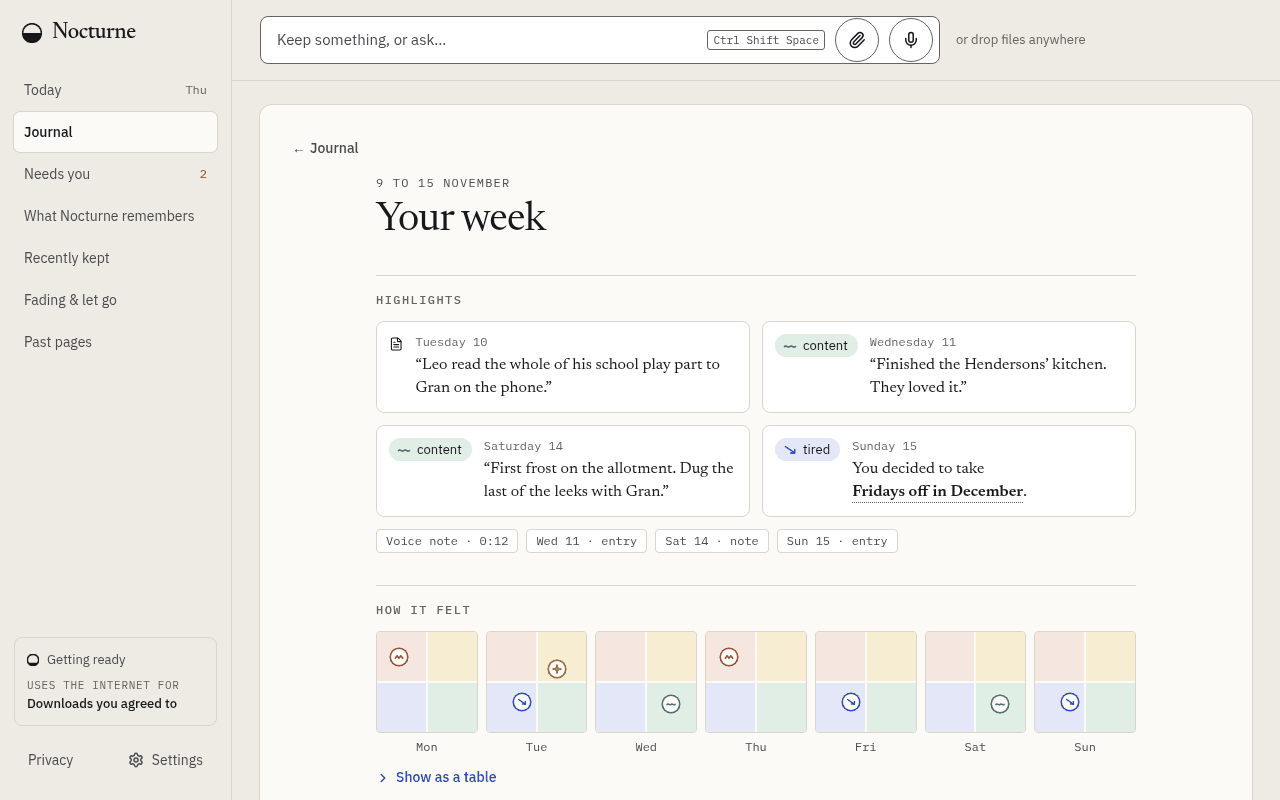 Nocturne
Today
Thu
Journal
Needs you
2
What Nocturne remembers
Recently kept
Fading & let go
Past pages
Getting ready
USES THE INTERNET FOR
Downloads you agreed to
Privacy
Settings
Keep something, or ask...
Ctrl Shift Space
or drop files anywhere
← Journal
9 TO 15 NOVEMBER
Your week
HIGHLIGHTS
Tuesday 10
“Leo read the whole of his school play part to
Gran on the phone.”
content
Wednesday 11
“Finished the Hendersons’ kitchen.
They loved it.”
content
Saturday 14
“First frost on the allotment. Dug the
last of the leeks with Gran.”
tired
Sunday 15
You decided to take
Fridays off in December.
Voice note · 0:12
Wed 11 · entry
Sat 14 · note
Sun 15 · entry
HOW IT FELT
Mon
Tue
Wed
Thu
Fri
Sat
Sun
Show as a table